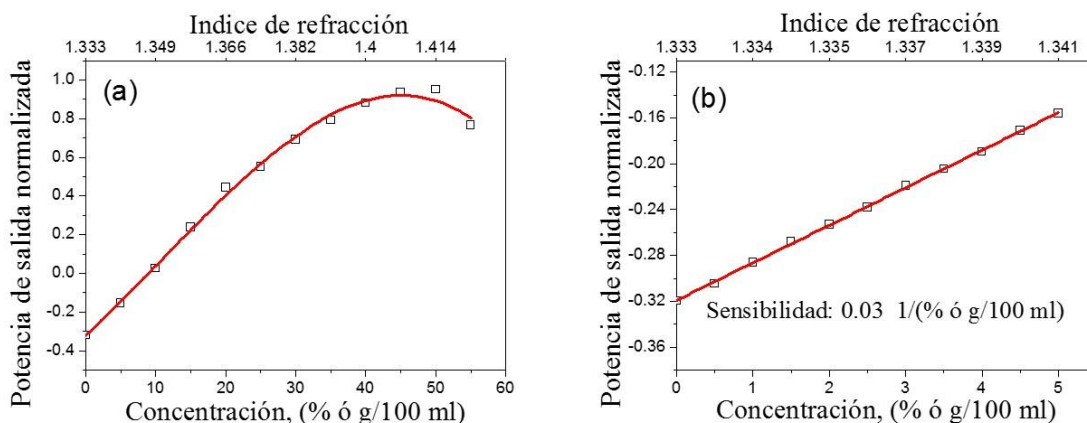 Indice de refracción
1.333 1.349 1.366 1.382 1.4 1.414
(a)
Potencia de salida normalizada
1.0
0.8
0.6
0.4
0.2
0.0
-0.2
-0.4
0 10 20 30 40 50 60
Concentración, (% ó g/100 ml)
Indice de refracción
1.333 1.334 1.335 1.337 1.339 1.341
(b)
Potencia de salida normalizada
-0.12
-0.16
-0.20
-0.24
-0.28
-0.32
-0.36
Sensibilidad: 0.03 1/(% ó g/100 ml)
0 1 2 3 4 5
Concentración, (% ó g/100 ml)